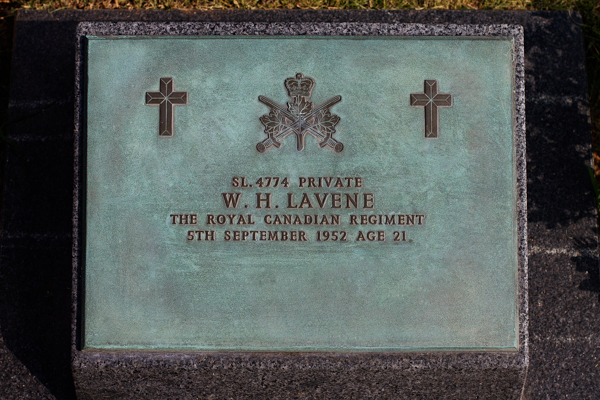 SL. 4774 PRIVATE
W. H. LAVENE
THE ROYAL CANADIAN REGIMENT
5TH SEPTEMBER 1952 AGE 21.